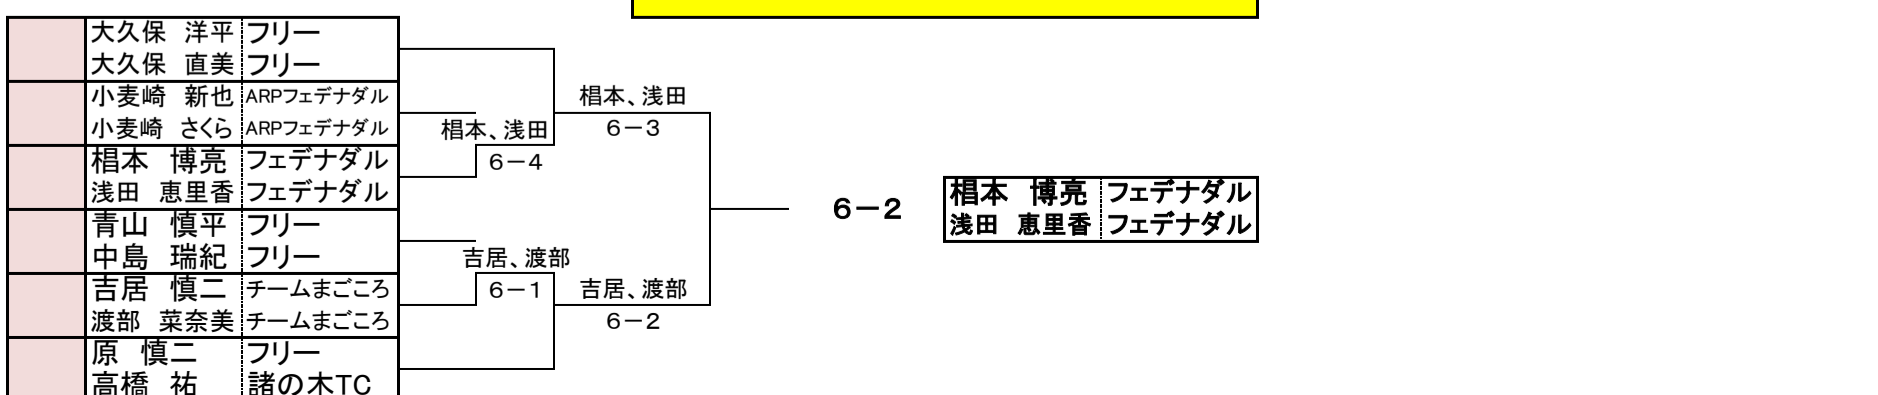 大久保 洋平 フリー
大久保 直美 フリー
小麦崎 新也 ARPフェデナダル
椙本、浅田
小麦崎 さくら ARPフェデナダル
椙本、浅田
6－3
椙本 博亮 フェデナダル
6－4
浅田 恵里香 フェデナダル
6－2
椙本 博亮 フェデナダル
浅田 恵里香 フェデナダル
青山 慎平 フリー
中島 瑞紀 フリー
吉居、渡部
吉居 慎二 チームまごころ
6－1
吉居、渡部
渡部 菜奈美 チームまごころ
6－2
原 慎二 フリー
高橋 祐 諸の木TC